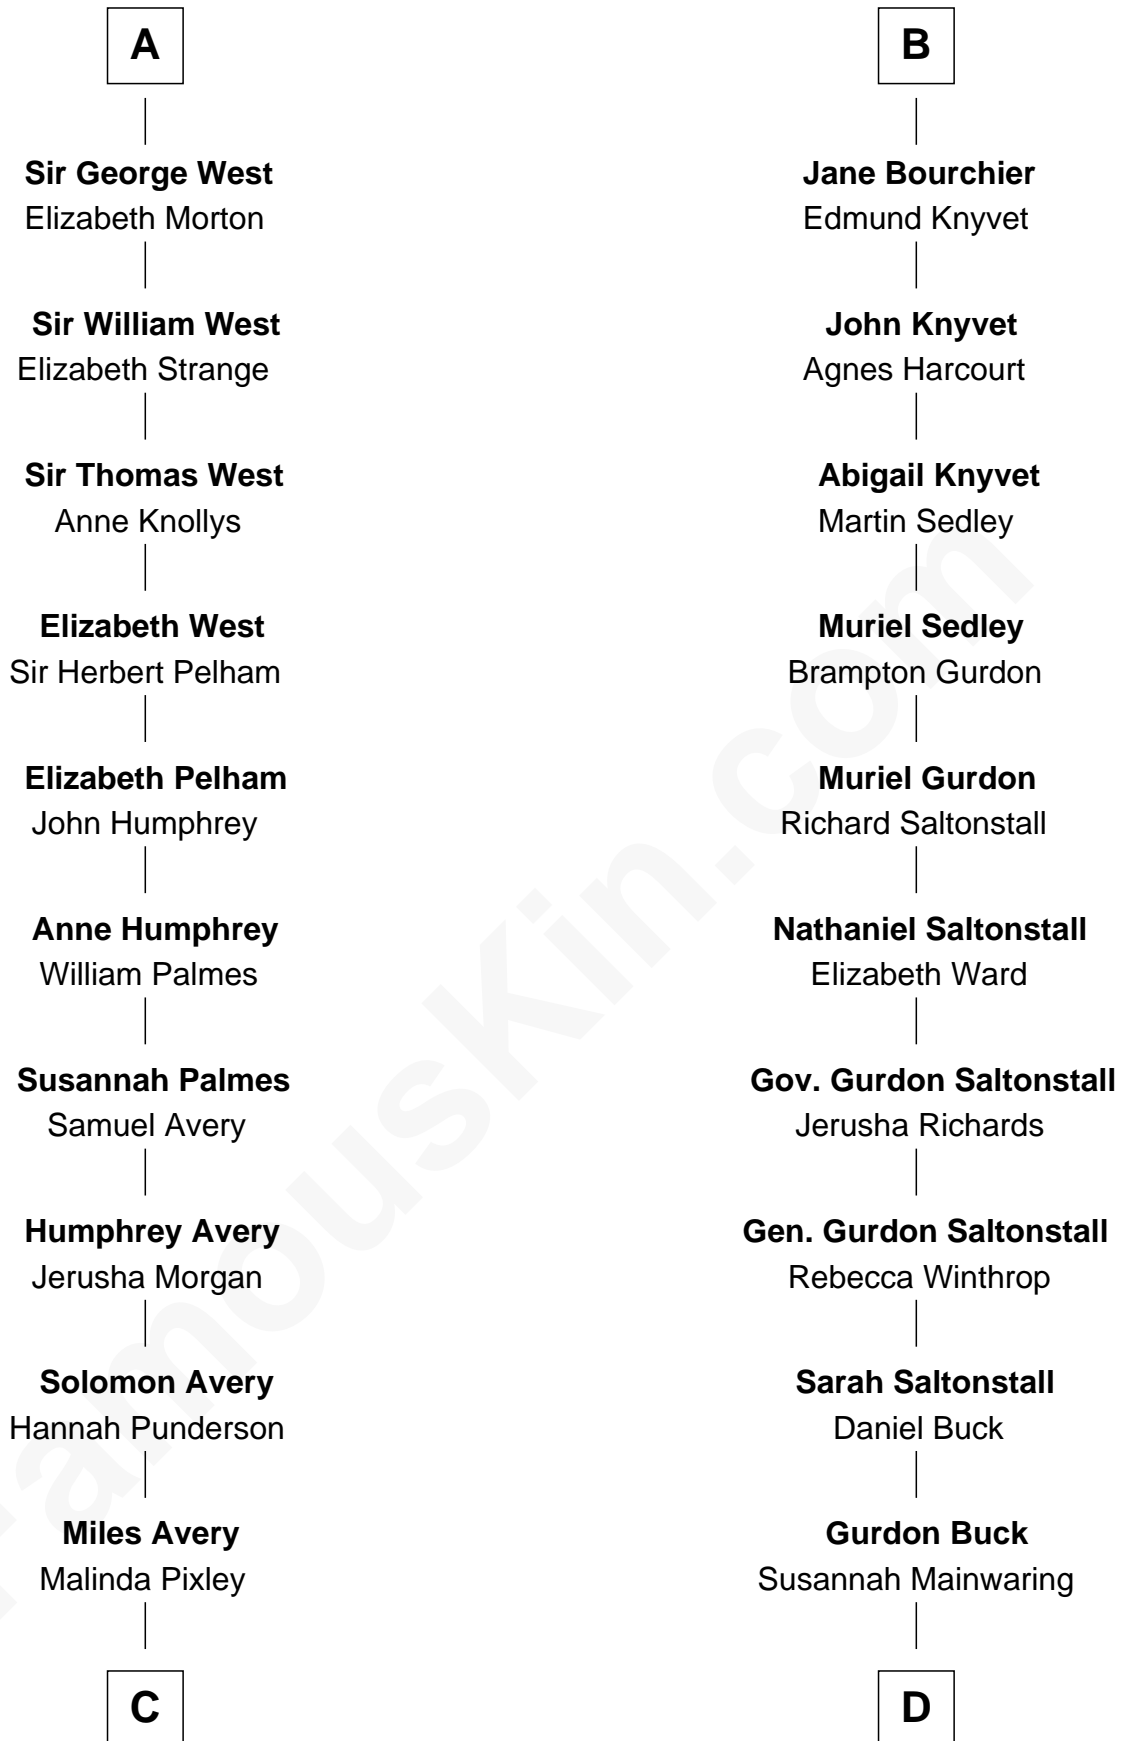 A
Sir George West
Elizabeth Morton
Sir William West
Elizabeth Strange
Sir Thomas West
Anne Knollys
Elizabeth West
Sir Herbert Pelham
Elizabeth Pelham
John Humphrey
Anne Humphrey
William Palmes
Susannah Palmes
Samuel Avery
Humphrey Avery
Jerusha Morgan
Solomon Avery
Hannah Punderson
Miles Avery
Malinda Pixley
C
B
Jane Bourchier
Edmund Knyvet
John Knyvet
Agnes Harcourt
Abigail Knyvet
Martin Sedley
Muriel Sedley
Brampton Gurdon
Muriel Gurdon
Richard Saltonstall
Nathaniel Saltonstall
Elizabeth Ward
Gov. Gurdon Saltonstall
Jerusha Richards
Gen. Gurdon Saltonstall
Rebecca Winthrop
Sarah Saltonstall
Daniel Buck
Gurdon Buck
Susannah Mainwaring
D
FamousKin.com